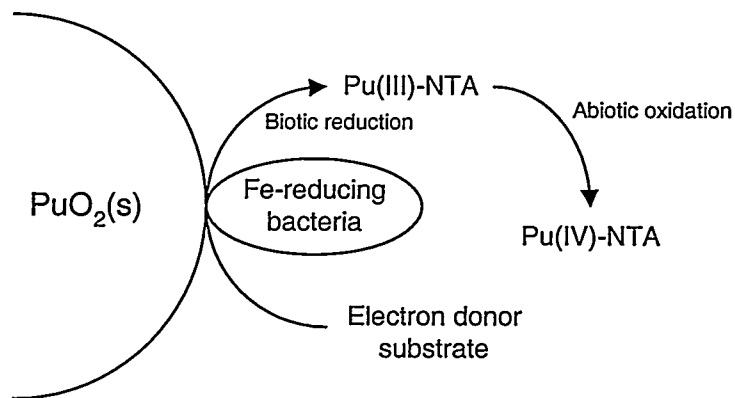 Pu(III)-NTA
Abiotic oxidation
Biotic reduction
PuO₂(s)
Fe-reducing
bacteria
Pu(IV)-NTA
Electron donor
substrate